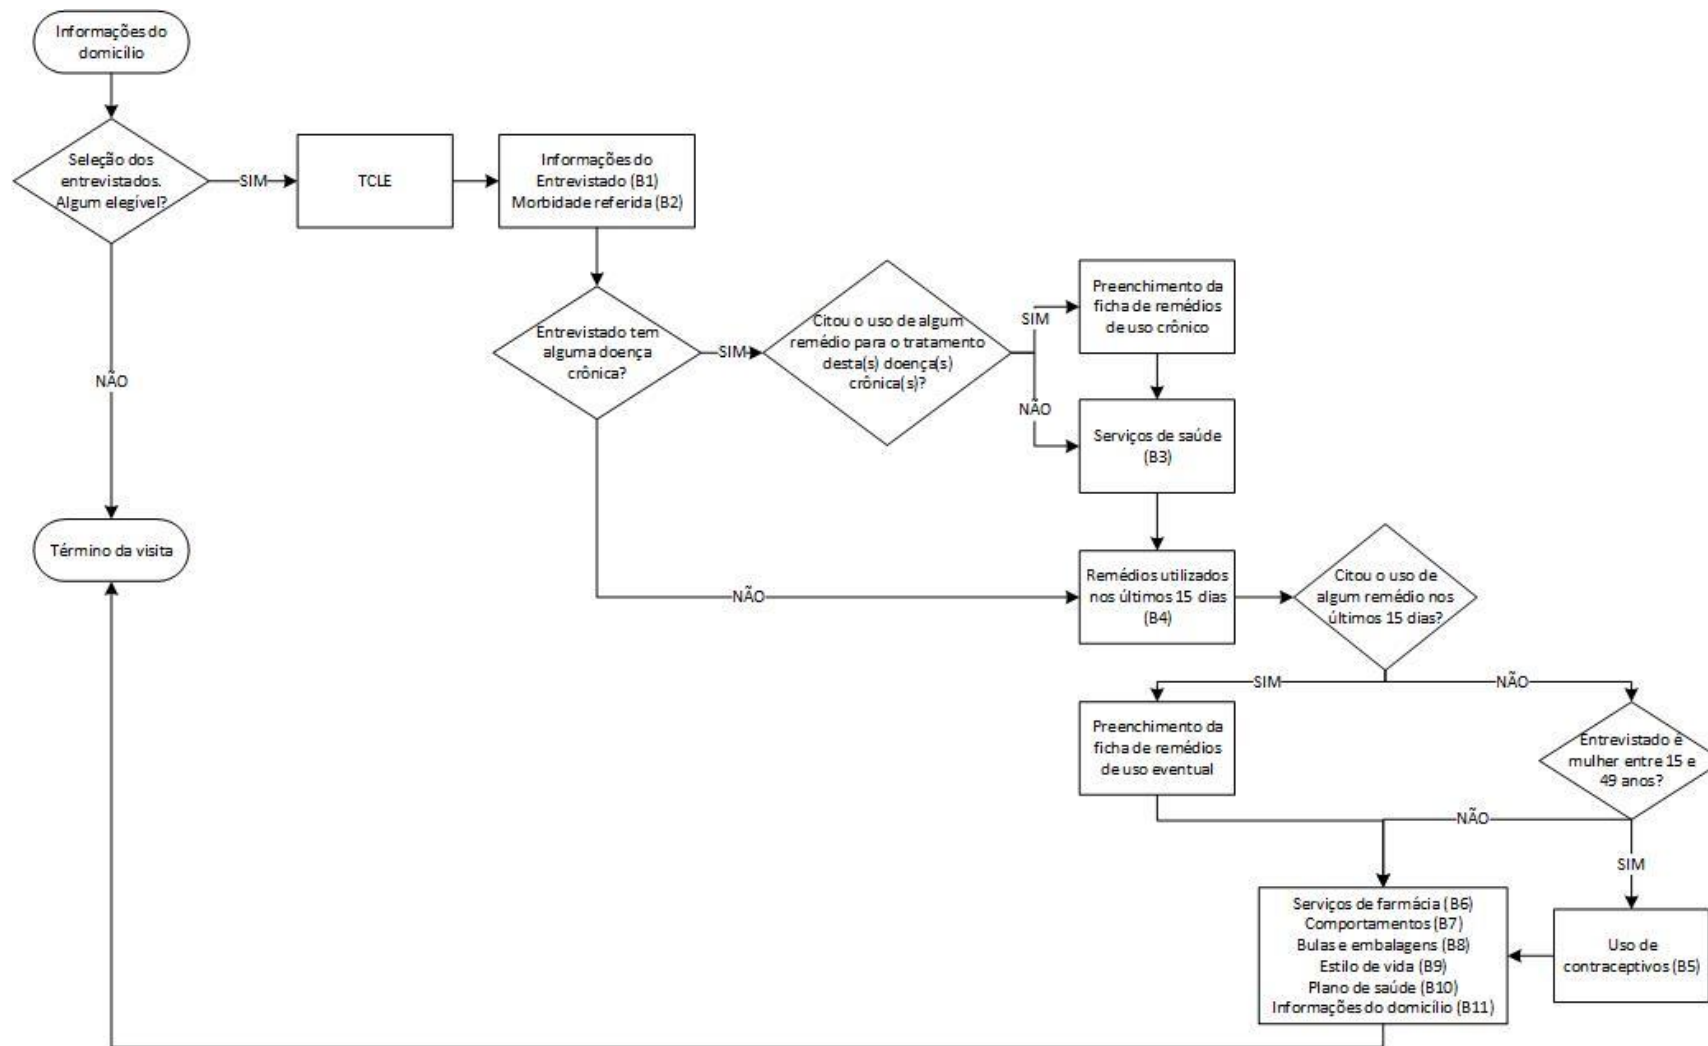 Informações do
domicílio
Seleção dos
entrevistados.
Algum elegível?
SIM
TCLE
Informações do
Entrevistado (B1)
Morbidade referida (B2)
NÃO
Entrevistado tem
alguma doença
crônica?
SIM
Citou o uso de algum
remédio para o tratamento
desta(s) doença(s)
crônica(s)?
SIM
NÃO
Preenchimento da
ficha de remédios
de uso crônico
Serviços de saúde
(B3)
Término da visita
NÃO
Remédios utilizados
nos últimos 15 dias
(B4)
Citou o uso de
algum remédio nos
últimos 15 dias?
SIM
NÃO
Preenchimento da
ficha de remédios
de uso eventual
Entrevistado é
mulher entre 15 e
49 anos?
NÃO
SIM
Serviços de farmácia (B6)
Comportamentos (B7)
Bulas e embalagens (B8)
Estilo de vida (B9)
Plano de saúde (B10)
Informações do domicílio (B11)
Uso de
contraceptivos (B5)